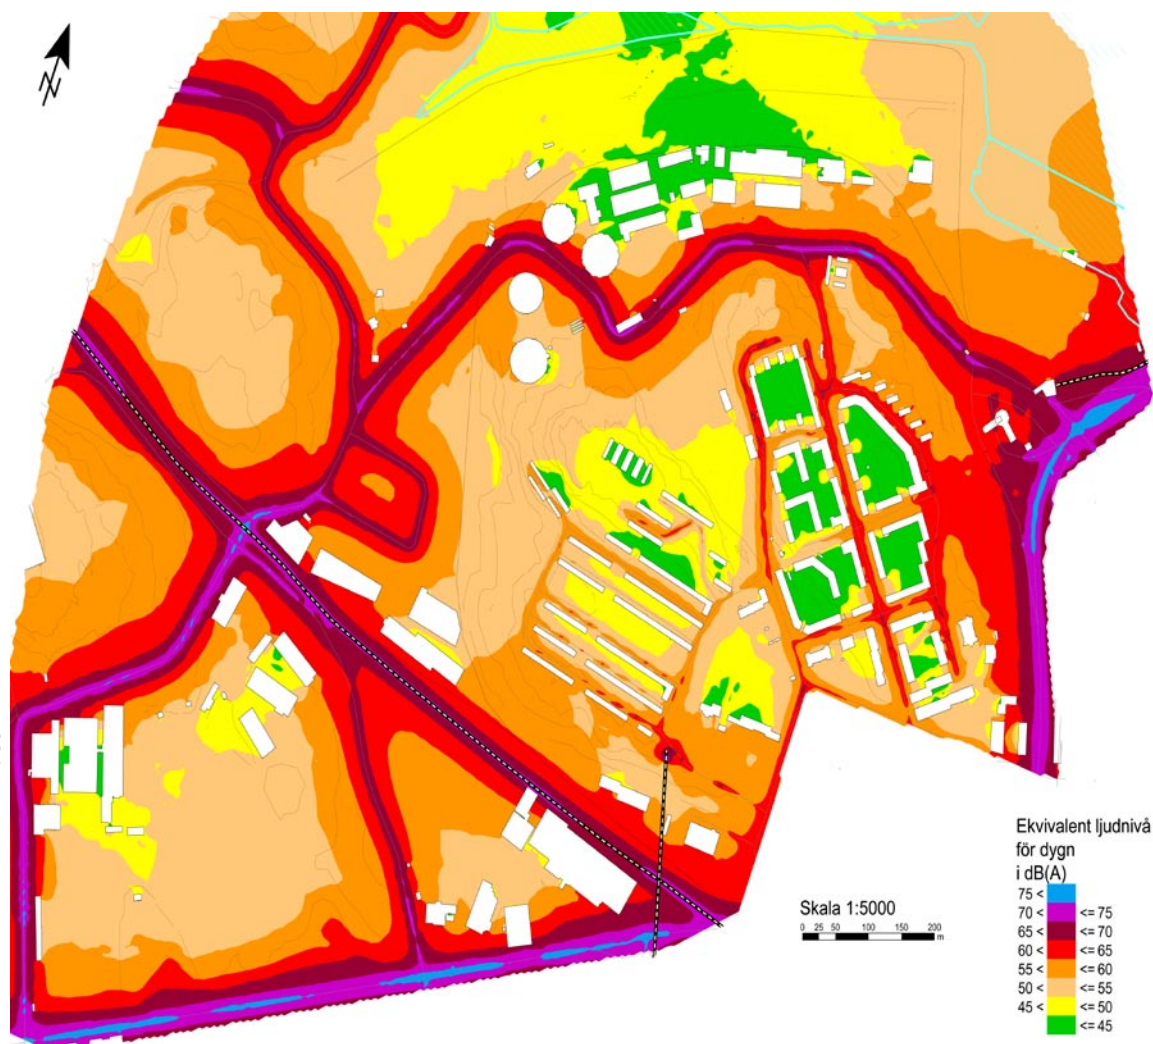 N
Ekvivalent ljudnivå
för dygn
i dB(A)
75 <
70 < <= 75
65 < <= 70
60 < <= 65
55 < <= 60
50 < <= 55
45 < <= 50
<= 45
Skala 1:5000
0 25 50 100 150 200
m